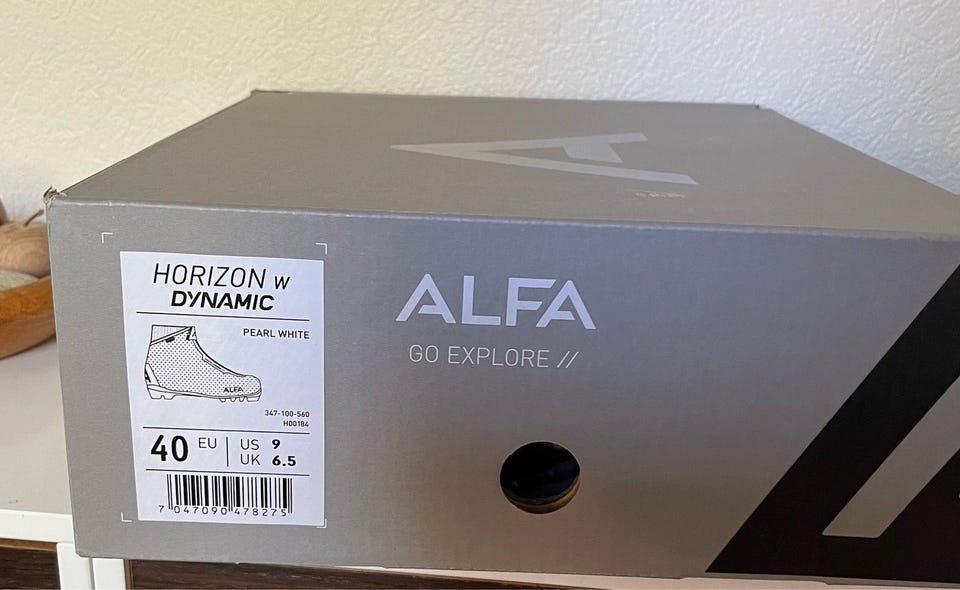 HORIZON W
DYNAMIC
PEARL WHITE
ALFA
347-100-560
H00184
40 EU
US 9
UK 6.5
7 047090 478275
ALFA
GO EXPLORE //